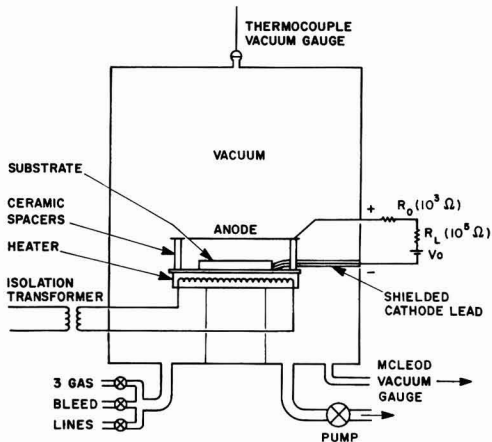 THERMOCOUPLE
VACUUM GAUGE
VACUUM
SUBSTRATE
CERAMIC
SPACERS
HEATER
ISOLATION
TRANSFORMER
ANODE
+
R₀ (10³ Ω)
R_L (10⁵ Ω)
V₀
−
SHIELDED
CATHODE LEAD
3 GAS
BLEED
LINES
MCLEOD
VACUUM
GAUGE
PUMP